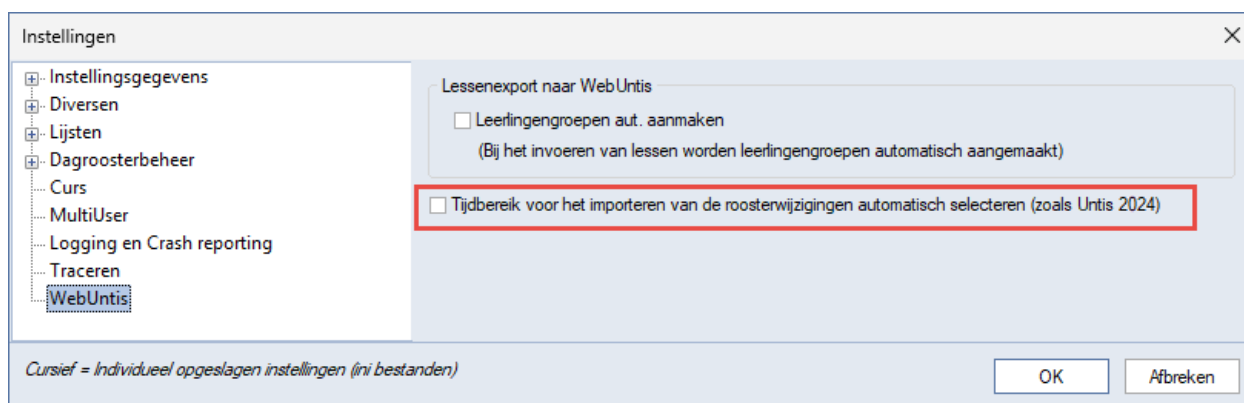 Instellingen
Instellingsgegevens
Diversen
Lijsten
Dagroosterbeheer
Curs
MultiUser
Logging en Crash reporting
Traceren
WebUntis
Lessenexport naar WebUntis
Leerlingengroepen aut. aanmaken
(Bij het invoeren van lessen worden leerlingengroepen automatisch aangemaakt)
Tijdbereik voor het importeren van de roosterwijzigingen automatisch selecteren (zoals Untis 2024)
Cursief = Individueel opgeslagen instellingen (ini bestanden)
OK
Afbreken